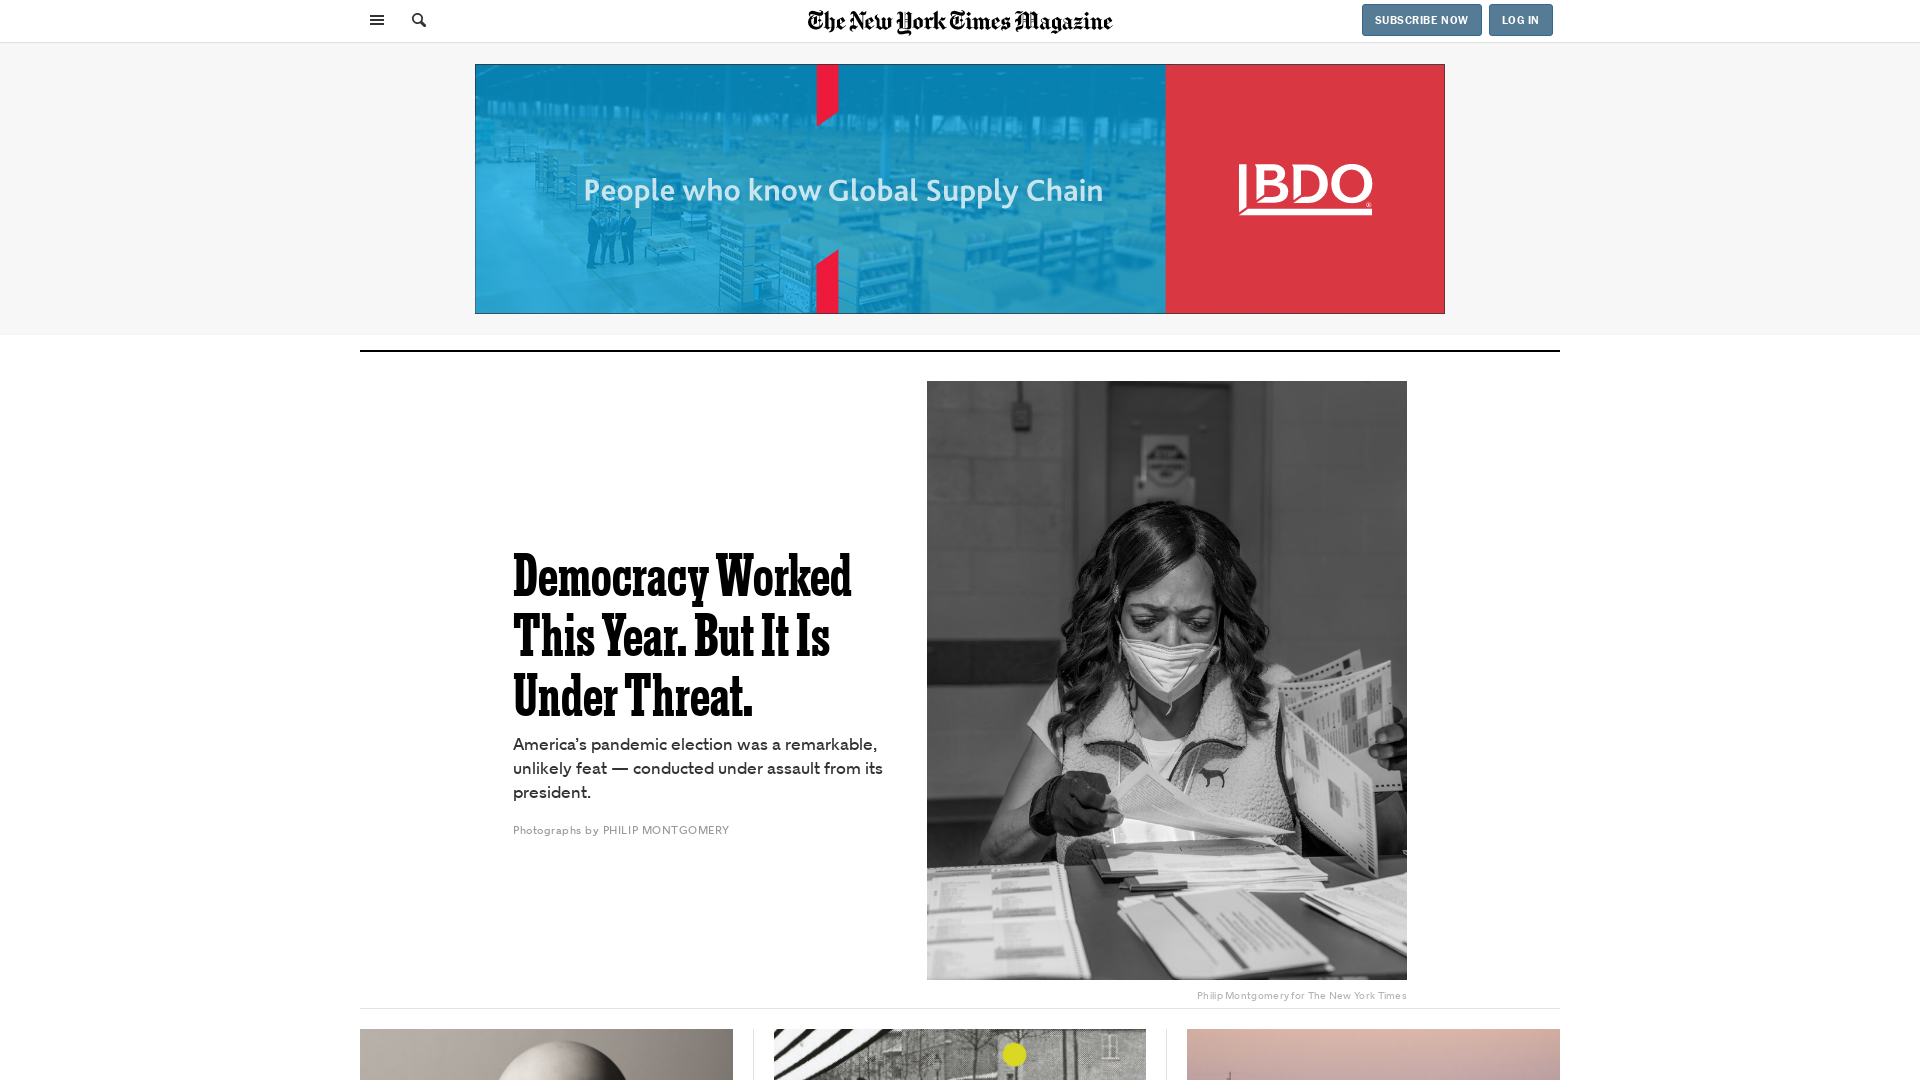 The New York Times Magazine
SUBSCRIBE NOW
LOG IN
People who know Global Supply Chain
BDO
Democracy Worked
This Year. But It Is
Under Threat.
America’s pandemic election was a remarkable,
unlikely feat — conducted under assault from its
president.
Photographs by PHILIP MONTGOMERY
Philip Montgomery for The New York Times